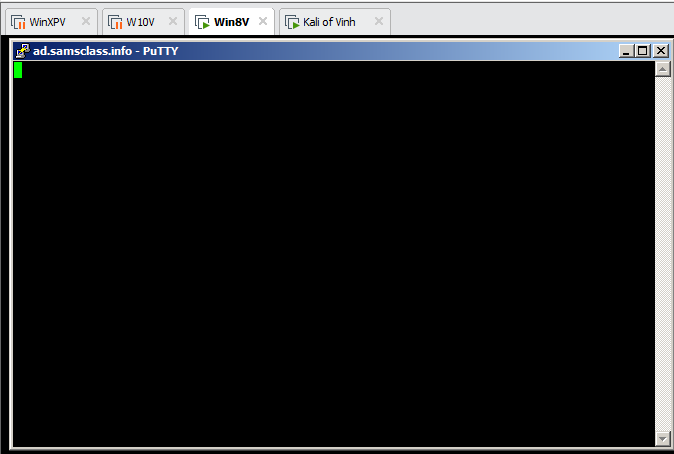 WinXPV
W10V
Win8V
Kali of Vinh
ad.samsclass.info - PuTTY